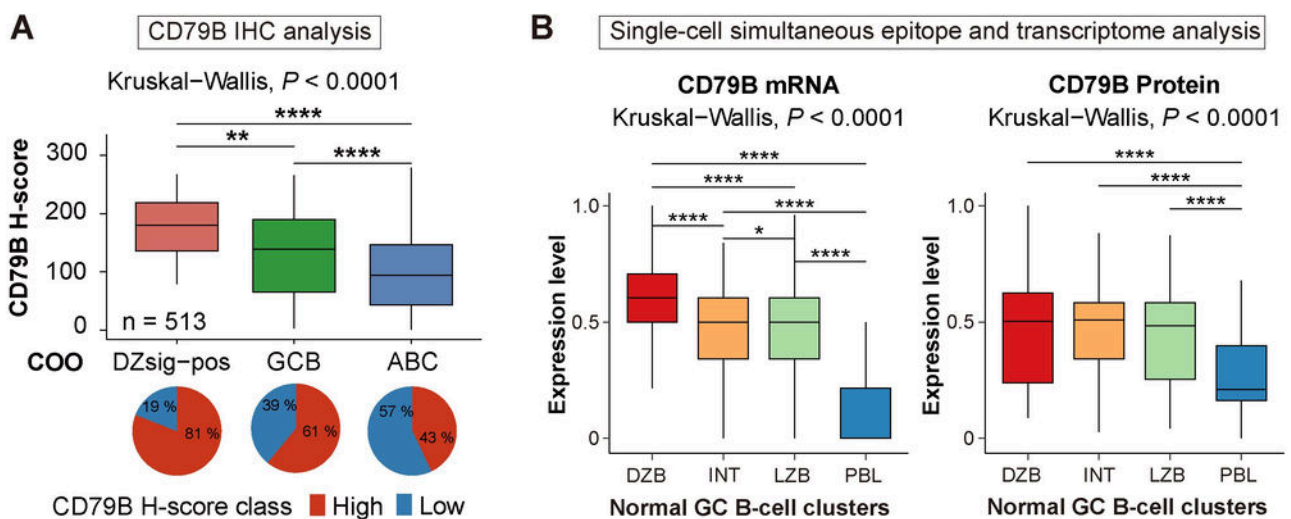 A
CD79B IHC analysis
Kruskal−Wallis, P < 0.0001
****
**
****
CD79B H-score
300
200
100
0
n = 513
COO
DZsig−pos
GCB
ABC
19 %
81 %
39 %
61 %
57 %
43 %
CD79B H-score class
High
Low
B
Single-cell simultaneous epitope and transcriptome analysis
CD79B mRNA
Kruskal−Wallis, P < 0.0001
****
****
****
****
*
****
Expression level
1.0
0.5
0
DZB
INT
LZB
PBL
Normal GC B-cell clusters
CD79B Protein
Kruskal−Wallis, P < 0.0001
****
****
****
Expression level
1.0
0.5
0
DZB
INT
LZB
PBL
Normal GC B-cell clusters